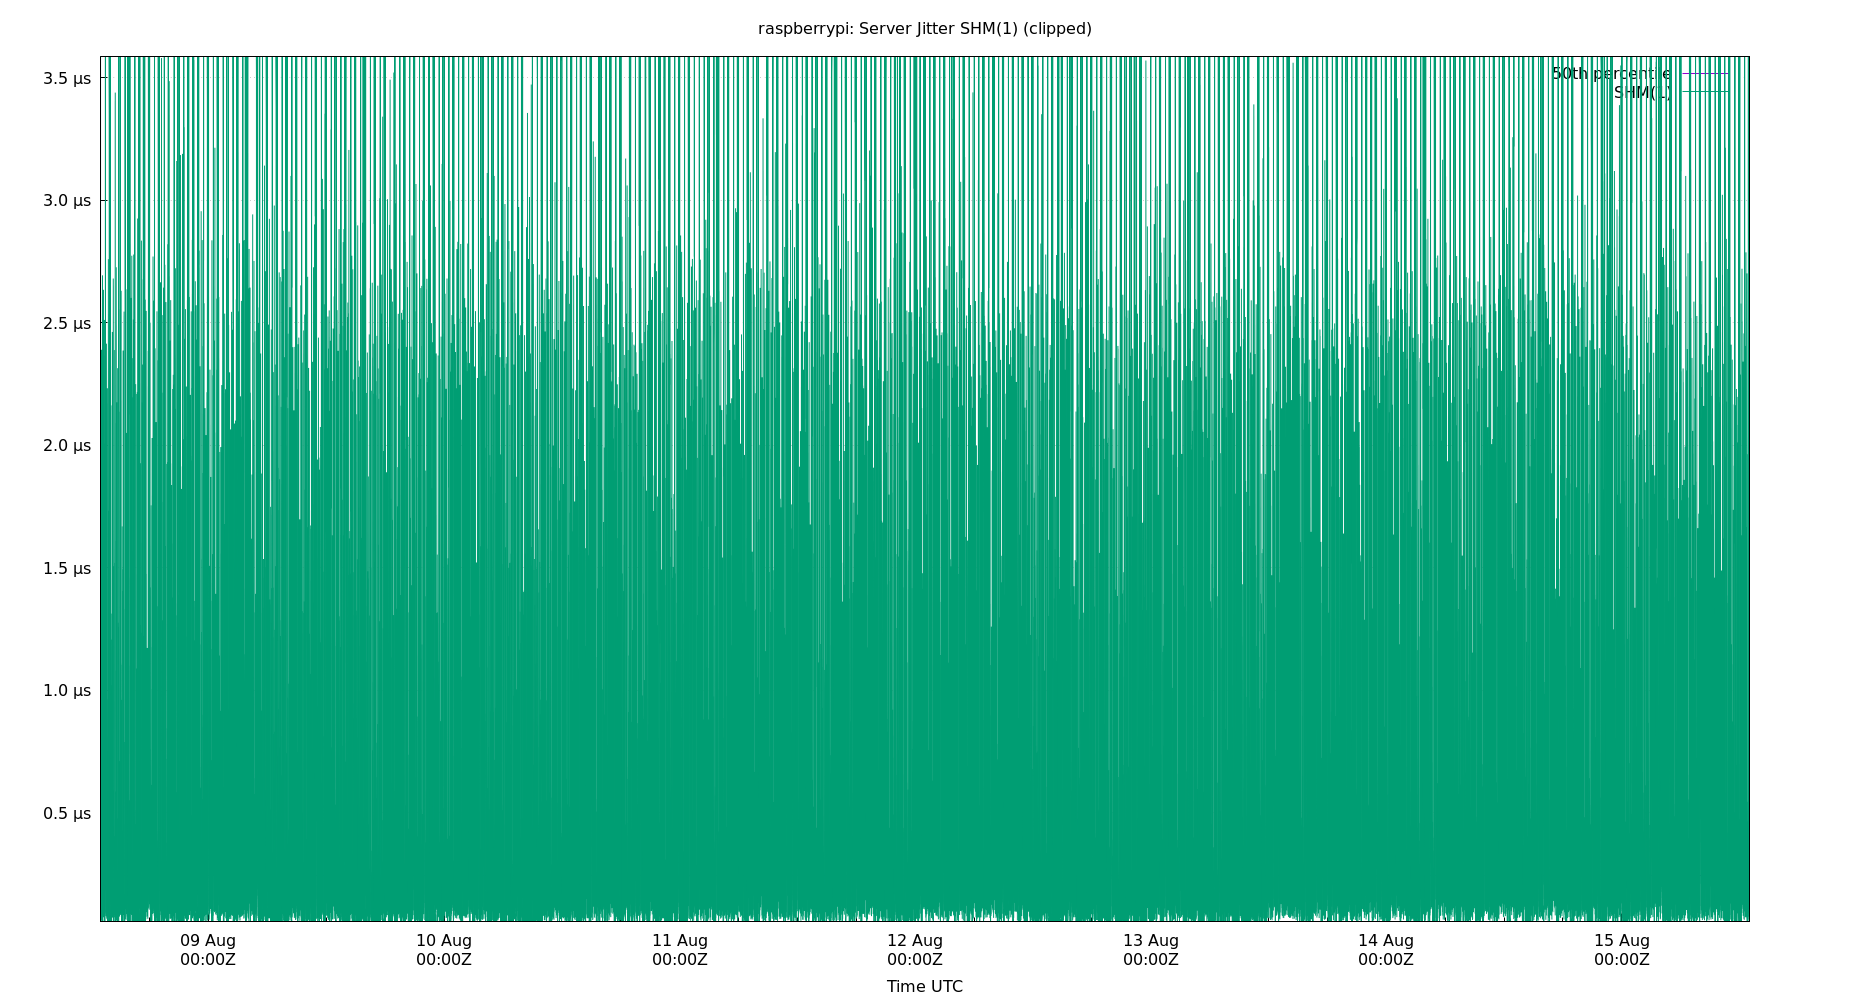 raspberrypi: Server Jitter SHM(1) (clipped)
3.5 µs
50th percentile
SHM(1)
3.0 µs
2.5 µs
2.0 µs
1.5 µs
1.0 µs
0.5 µs
09 Aug 10 Aug 11 Aug 12 Aug 13 Aug 14 Aug 15 Aug
00:00Z 00:00Z 00:00Z 00:00Z 00:00Z 00:00Z 00:00Z
Time UTC